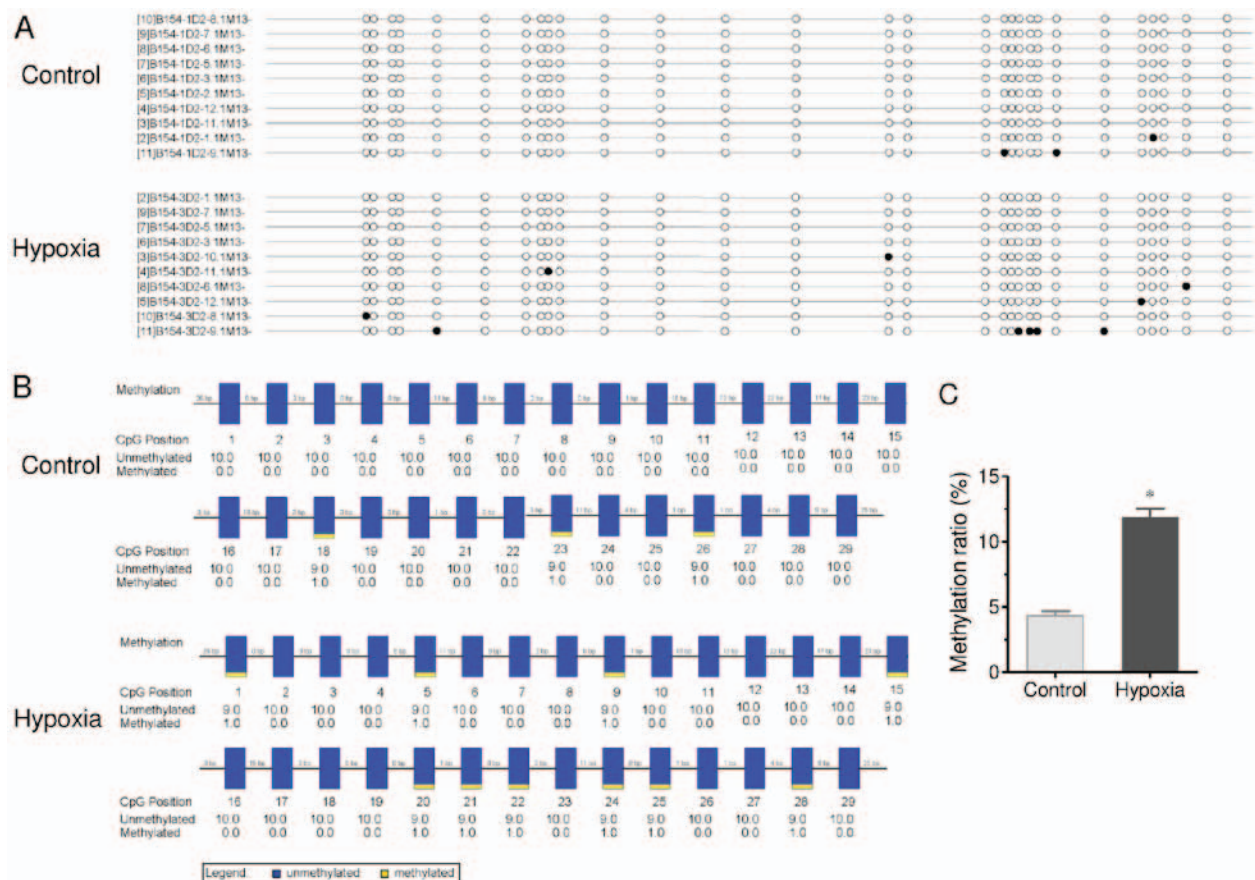 A
Control
[10]B154-1D2-8.1M13-
[9]B154-1D2-7.1M13-
[8]B154-1D2-6.1M13-
[7]B154-1D2-5.1M13-
[6]B154-1D2-3.1M13-
[5]B154-1D2-2.1M13-
[4]B154-1D2-12.1M13-
[3]B154-1D2-11.1M13-
[2]B154-1D2-1.1M13-
[11]B154-1D2-9.1M13-
Hypoxia
[2]B154-3D2-1.1M13-
[9]B154-3D2-7.1M13-
[7]B154-3D2-5.1M13-
[6]B154-3D2-3.1M13-
[3]B154-3D2-10.1M13-
[4]B154-3D2-11.1M13-
[8]B154-3D2-6.1M13-
[5]B154-3D2-12.1M13-
[10]B154-3D2-8.1M13-
[11]B154-3D2-9.1M13-
B
Control
Methylation
CpG Position 1 2 3 4 5 6 7 8 9 10 11 12 13 14 15
Unmethylated 10.0 10.0 10.0 10.0 10.0 10.0 10.0 10.0 10.0 10.0 10.0 10.0 10.0 10.0 10.0
Methylated 0.0 0.0 0.0 0.0 0.0 0.0 0.0 0.0 0.0 0.0 0.0 0.0 0.0 0.0 0.0
CpG Position 16 17 18 19 20 21 22 23 24 25 26 27 28 29
Unmethylated 10.0 10.0 9.0 10.0 10.0 10.0 10.0 9.0 10.0 10.0 9.0 10.0 10.0 10.0
Methylated 0.0 0.0 1.0 0.0 0.0 0.0 0.0 1.0 0.0 0.0 1.0 0.0 0.0 0.0
Hypoxia
Methylation
CpG Position 1 2 3 4 5 6 7 8 9 10 11 12 13 14 15
Unmethylated 9.0 10.0 10.0 10.0 9.0 10.0 10.0 10.0 9.0 10.0 10.0 10.0 10.0 10.0 9.0
Methylated 1.0 0.0 0.0 0.0 1.0 0.0 0.0 0.0 1.0 0.0 0.0 0.0 0.0 0.0 1.0
CpG Position 16 17 18 19 20 21 22 23 24 25 26 27 28 29
Unmethylated 10.0 10.0 10.0 10.0 9.0 9.0 9.0 10.0 9.0 9.0 10.0 10.0 9.0 10.0
Methylated 0.0 0.0 0.0 0.0 1.0 1.0 1.0 0.0 1.0 1.0 0.0 0.0 1.0 0.0
Legend: unmethylated methylated
C
Methylation ratio (%)
15
10
5
0
*
Control Hypoxia